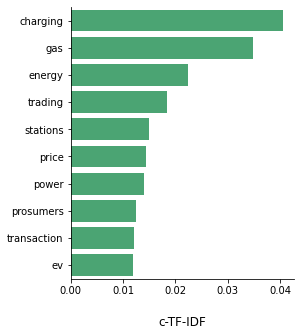 charging
gas
energy
trading
stations
price
power
prosumers
transaction
ev
0.00 0.01 0.02 0.03 0.04
c-TF-IDF